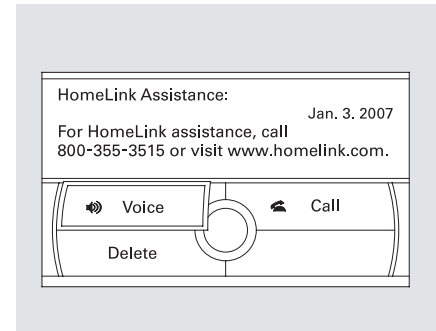 HomeLink Assistance:
Jan. 3. 2007
For HomeLink assistance, call
800-355-3515 or visit www.homelink.com.
Voice
Call
Delete